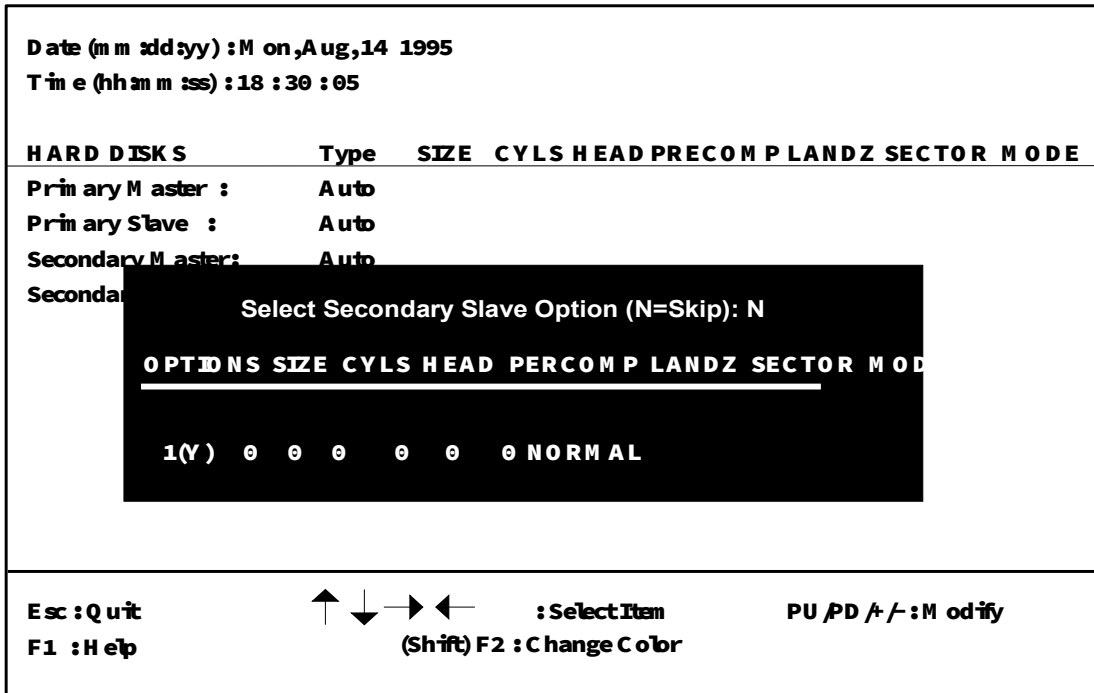 Date (mm:dd:yy) : Mon,Aug,14 1995
Time (hh:mm:ss) : 18 : 30 : 05
HARD DISKS Type SIZE CYLS HEAD PRECOMP LANDZ SECTOR MODE
Primary Master : Auto
Primary Slave : Auto
Secondary Master: Auto
Select Secondary Slave Option (N=Skip): N
OPTIONS SIZE CYLS HEAD PERCOMP LANDZ SECTOR MOD
1(Y) 0 0 0 0 0 0 NORMAL
Esc : Quit ↑ ↓ → ← : Select Item PU/PD/+/- : Modify
F1 : Help (Shift) F2 : Change Color